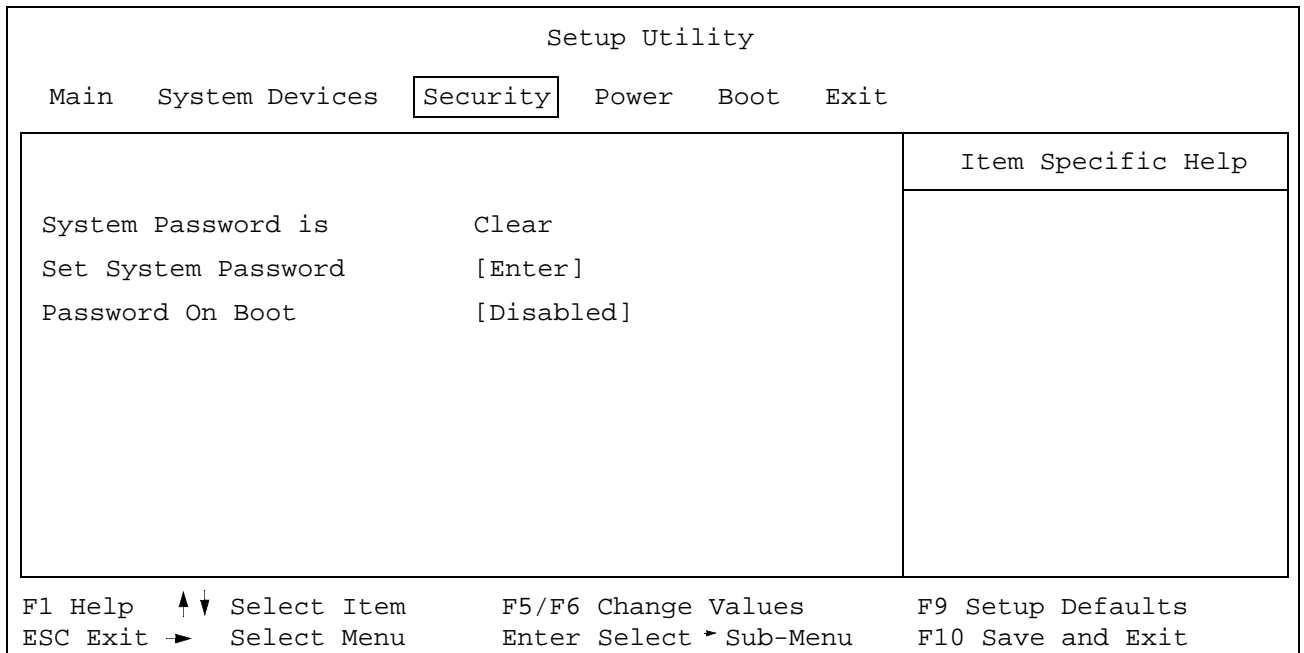 Setup Utility
Main System Devices Security Power Boot Exit
Item Specific Help
System Password is Clear
Set System Password [Enter]
Password On Boot [Disabled]
F1 Help Select Item F5/F6 Change Values F9 Setup Defaults
ESC Exit Select Menu Enter Select Sub-Menu F10 Save and Exit